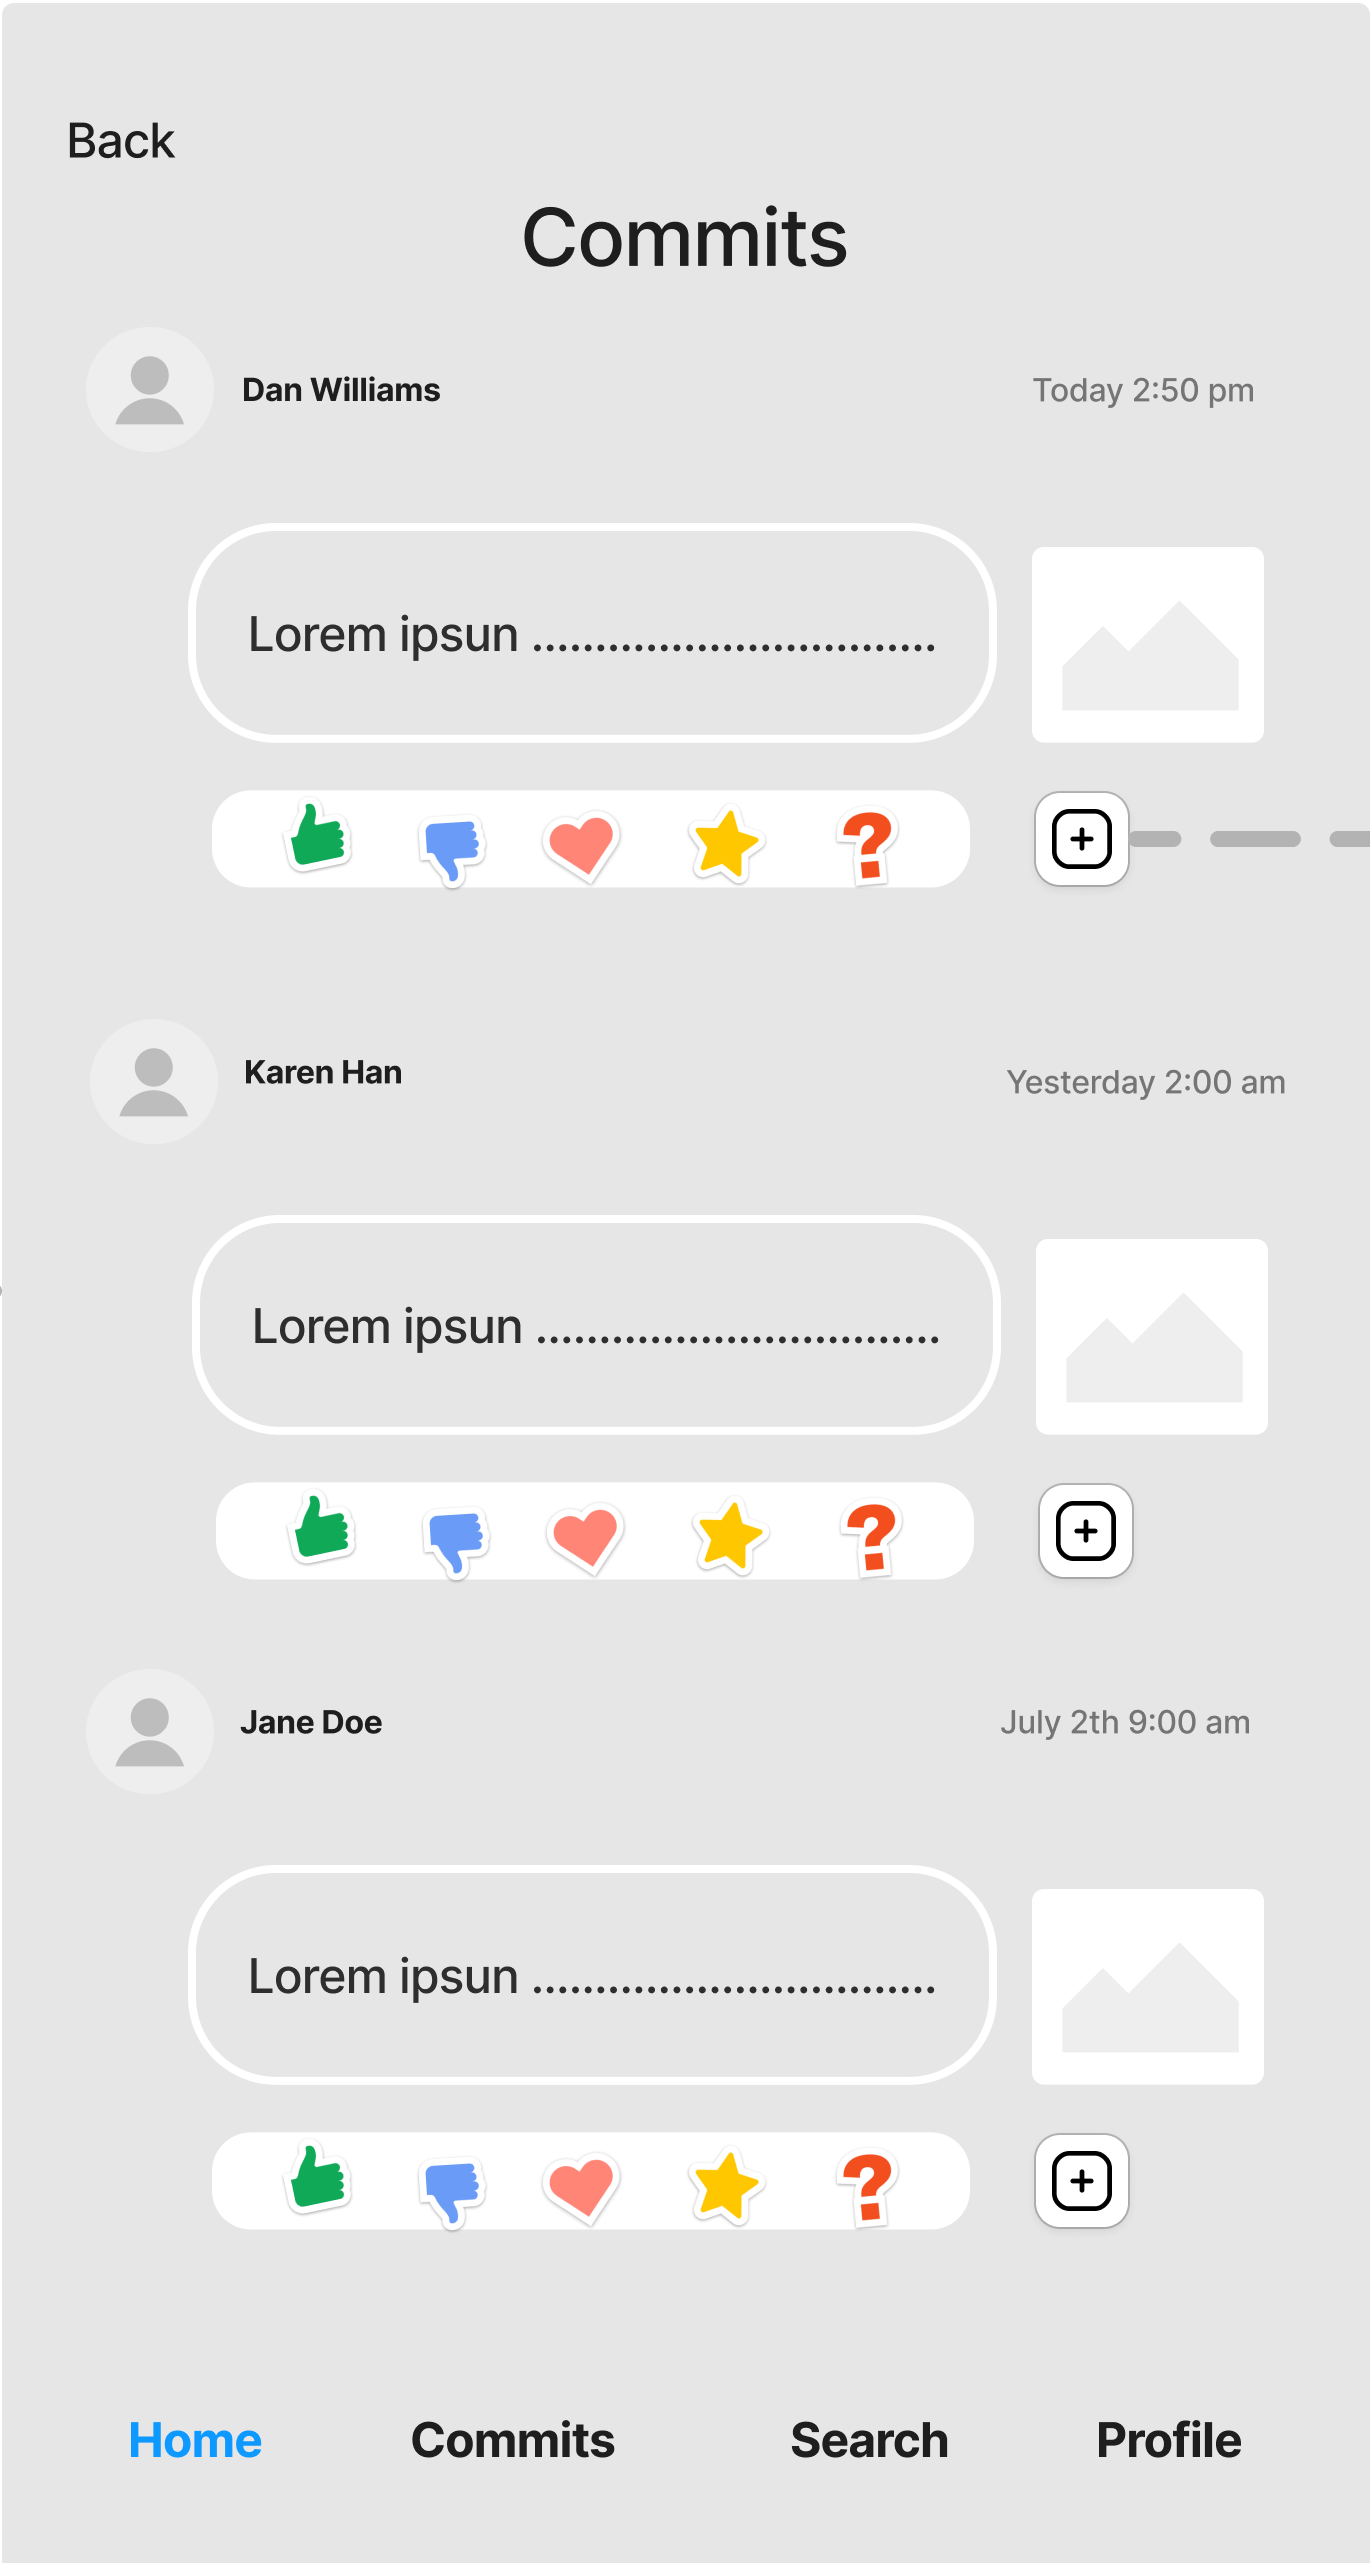 Back
Commits
Dan Williams
Today 2:50 pm
Lorem ipsun ................................
?
Karen Han
Yesterday 2:00 am
Lorem ipsun ................................
?
Jane Doe
July 2th 9:00 am
Lorem ipsun ................................
?
Home Commits Search Profile